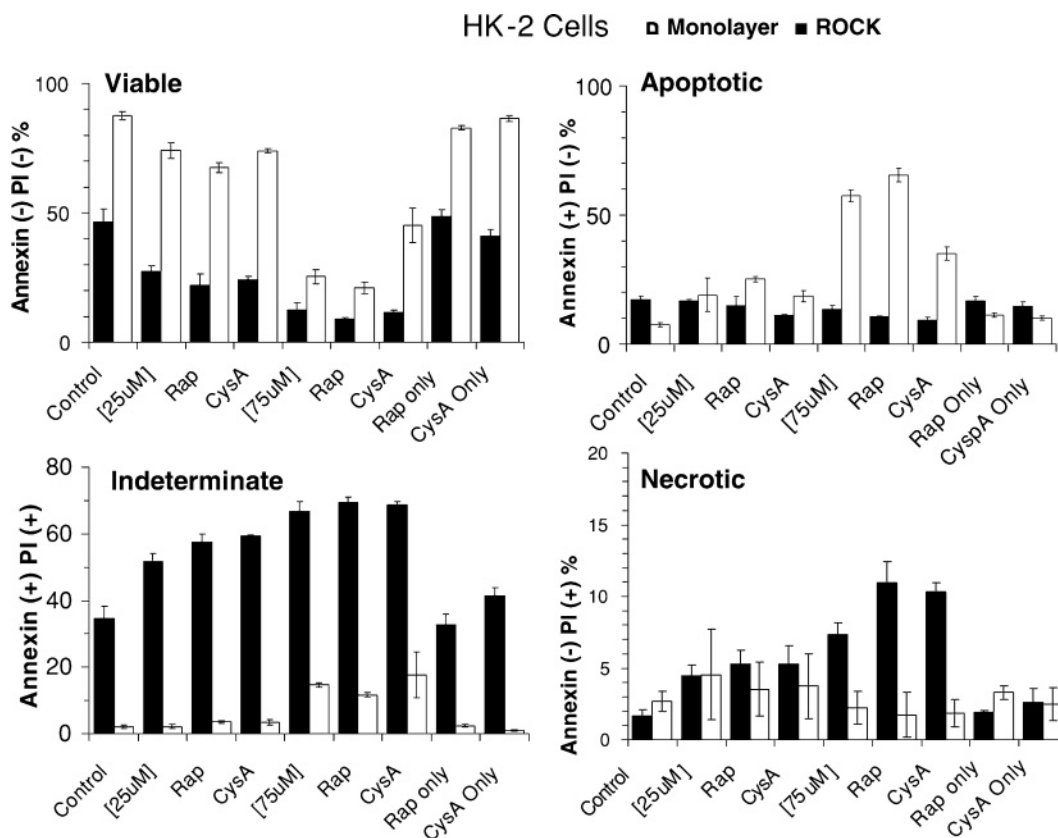 HK-2 Cells □ Monolayer ■ ROCK
Viable
Annexin (-) PI (-) %
100
50
0
Control
[25uM]
Rap
CysA
[75uM]
Rap
CysA
Rap only
CysA Only
Apoptotic
Annexin (+) PI (-) %
100
50
0
Control
[25uM]
Rap
CysA
[75uM]
Rap
CysA
Rap Only
CyspA Only
Indeterminate
Annexin (+) PI (+)
80
60
40
20
0
Control
[25uM]
Rap
CysA
[75uM]
Rap
CysA
Rap only
CysA Only
Necrotic
Annexin (-) PI (+) %
20
15
10
5
0
Control
[25uM]
Rap
CysA
[75uM]
Rap
CysA
Rap only
CysA Only